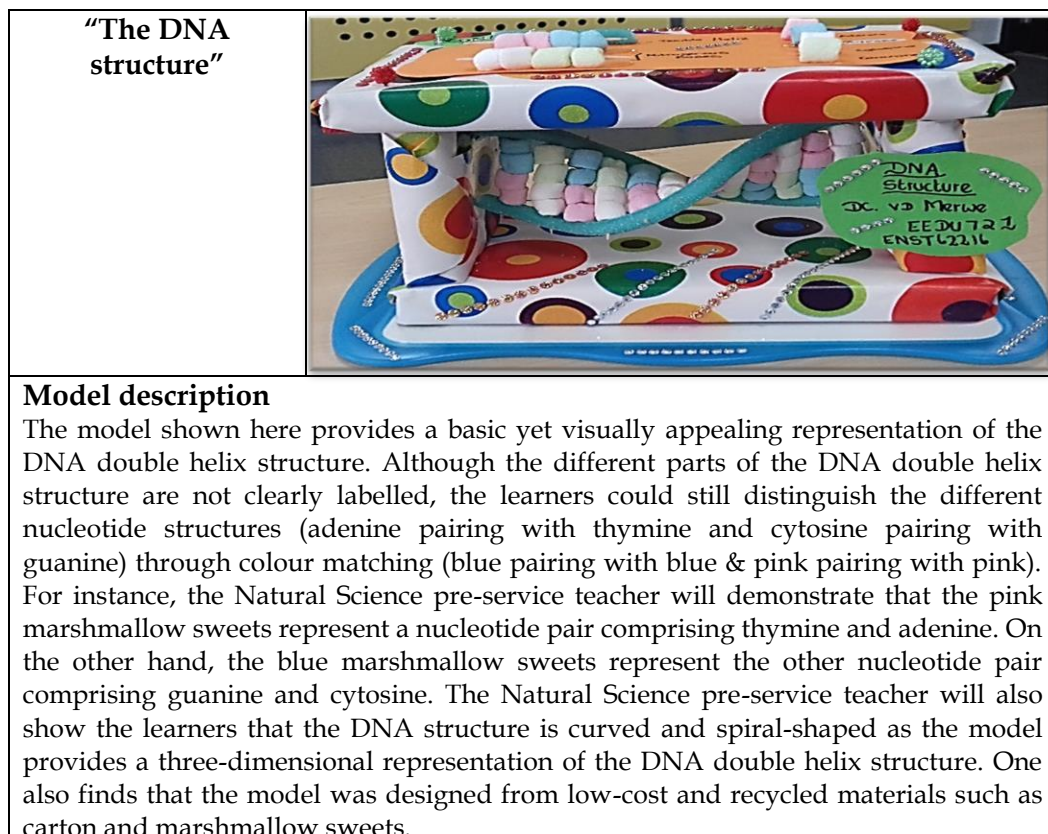 “The DNA
structure”
DNA
Structure
DC. VD Merwe
EEDU721
ENST62216
Model description
The model shown here provides a basic yet visually appealing representation of the
DNA double helix structure. Although the different parts of the DNA double helix
structure are not clearly labelled, the learners could still distinguish the different
nucleotide structures (adenine pairing with thymine and cytosine pairing with
guanine) through colour matching (blue pairing with blue & pink pairing with pink).
For instance, the Natural Science pre-service teacher will demonstrate that the pink
marshmallow sweets represent a nucleotide pair comprising thymine and adenine. On
the other hand, the blue marshmallow sweets represent the other nucleotide pair
comprising guanine and cytosine. The Natural Science pre-service teacher will also
show the learners that the DNA structure is curved and spiral-shaped as the model
provides a three-dimensional representation of the DNA double helix structure. One
also finds that the model was designed from low-cost and recycled materials such as
carton and marshmallow sweets.